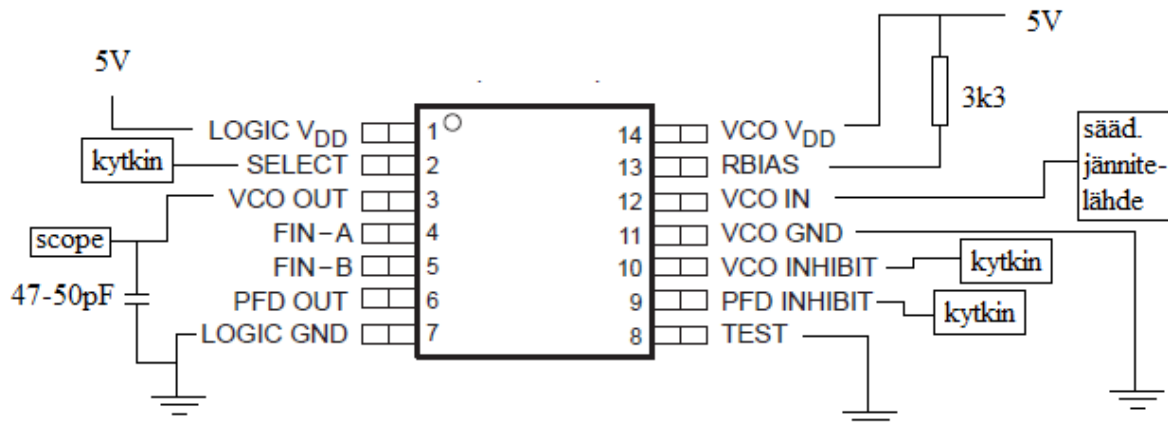 5V
LOGIC VDD
kytkin
SELECT
VCO OUT
scope
FIN–A
FIN–B
47-50pF
PFD OUT
LOGIC GND
1
2
3
4
5
6
7
14
13
12
11
10
9
8
5V
3k3
VCO VDD
RBIAS
VCO IN
VCO GND
VCO INHIBIT
PFD INHIBIT
TEST
sääd.
jännite-
lähde
kytkin
kytkin